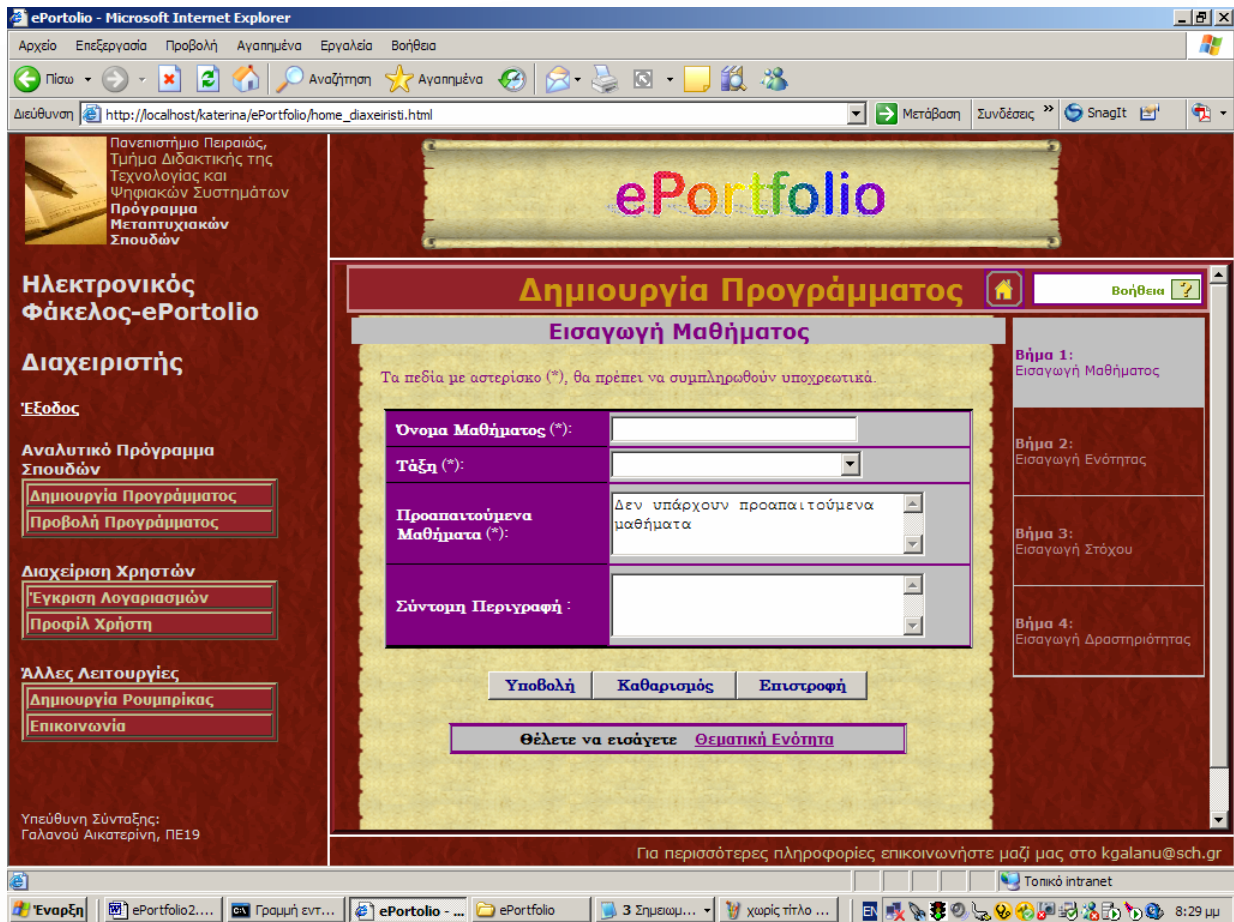 ePortolio - Microsoft Internet Explorer
Αρχείο Επεξεργασία Προβολή Αγαπημένα Εργαλεία Βοήθεια
Πίσω Αναζήτηση Αγαπημένα
Διεύθυνση http://localhost/katerina/ePortfolio/home_diaxeiristi.html Μετάβαση Συνδέσεις » SnagIt
Πανεπιστήμιο Πειραιώς,
Τμήμα Διδακτικής της
Τεχνολογίας και
Ψηφιακών Συστημάτων
Πρόγραμμα
Μεταπτυχιακών
Σπουδών
ePortfolio
Ηλεκτρονικός
Φάκελος-ePortolio
Διαχειριστής
Έξοδος
Αναλυτικό Πρόγραμμα
Σπουδών
Δημιουργία Προγράμματος
Προβολή Προγράμματος
Διαχείριση Χρηστών
Έγκριση Λογαριασμών
Προφίλ Χρήστη
Άλλες Λειτουργίες
Δημιουργία Ρουμπρίκας
Επικοινωνία
Υπεύθυνη Σύνταξης:
Γαλανού Αικατερίνη, ΠΕ19
Δημιουργία Προγράμματος
Βοήθεια ?
Εισαγωγή Μαθήματος
Τα πεδία με αστερίσκο (*), θα πρέπει να συμπληρωθούν υποχρεωτικά.
Όνομα Μαθήματος (*):
Τάξη (*):
Προαπαιτούμενα
Μαθήματα (*):
Δεν υπάρχουν προαπαιτούμενα
μαθήματα
Σύντομη Περιγραφή :
Υποβολή Καθαρισμός Επιστροφή
Θέλετε να εισάγετε Θεματική Ενότητα
Βήμα 1:
Εισαγωγή Μαθήματος
Βήμα 2:
Εισαγωγή Ενότητας
Βήμα 3:
Εισαγωγή Στόχου
Βήμα 4:
Εισαγωγή Δραστηριότητας
Για περισσότερες πληροφορίες επικοινωνήστε μαζί μας στο kgalanu@sch.gr
Τοπικό intranet
Έναρξη ePortfolio2.... Γραμμή εντ... ePortolio - ... ePortfolio 3 Σημειωμ... χωρίς τίτλο ... EN 8:29 μμ